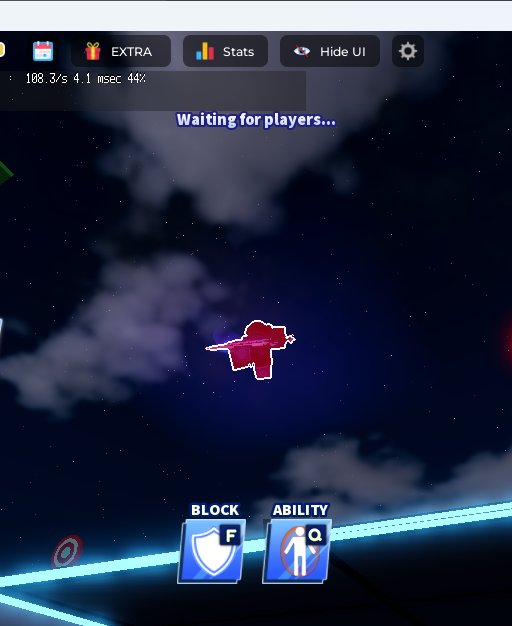 EXTRA
Stats
Hide UI
: 108.3/s 4.1 msec 44%
Waiting for players...
BLOCK
ABILITY
F
Q